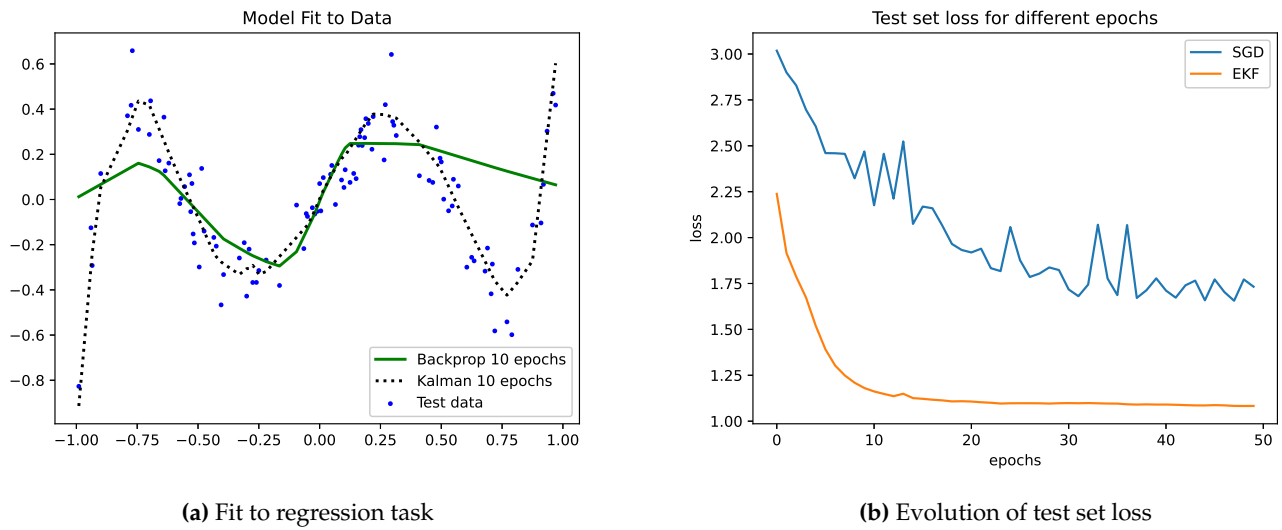 Model Fit to Data
0.6
0.4
0.2
0.0
−0.2
−0.4
−0.6
−0.8
−1.00 −0.75 −0.50 −0.25 0.00 0.25 0.50 0.75 1.00
Backprop 10 epochs
Kalman 10 epochs
Test data
(a) Fit to regression task
Test set loss for different epochs
3.00
2.75
2.50
2.25
2.00
1.75
1.50
1.25
1.00
loss
0 10 20 30 40 50
epochs
SGD
EKF
(b) Evolution of test set loss